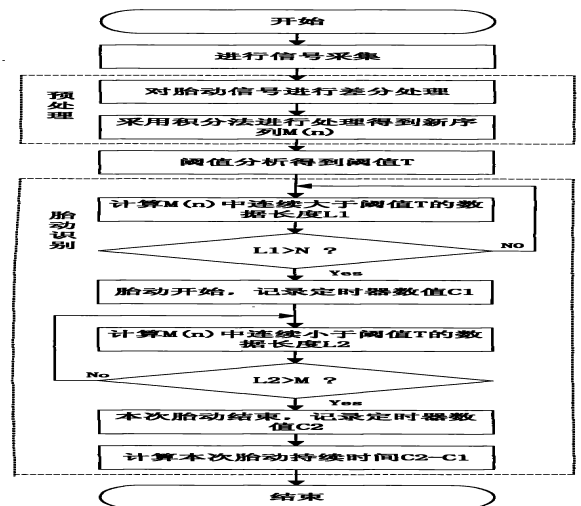 开始
进行信号采集
预处理
对胎动信号进行差分处理
采用积分法进行处理得到新序
列M(n)
阈值分析得到阈值T
胎动识别
计算M(n)中连续大于阈值T的数
据长度L1
L1>N ?
NO
Yes
胎动开始，记录定时器数值C1
计算M(n)中连续小于阈值T的数
据长度L2
No
L2>M ?
Yes
本次胎动结束，记录定时器数
值C2
计算本次胎动持续时间C2-C1
结束